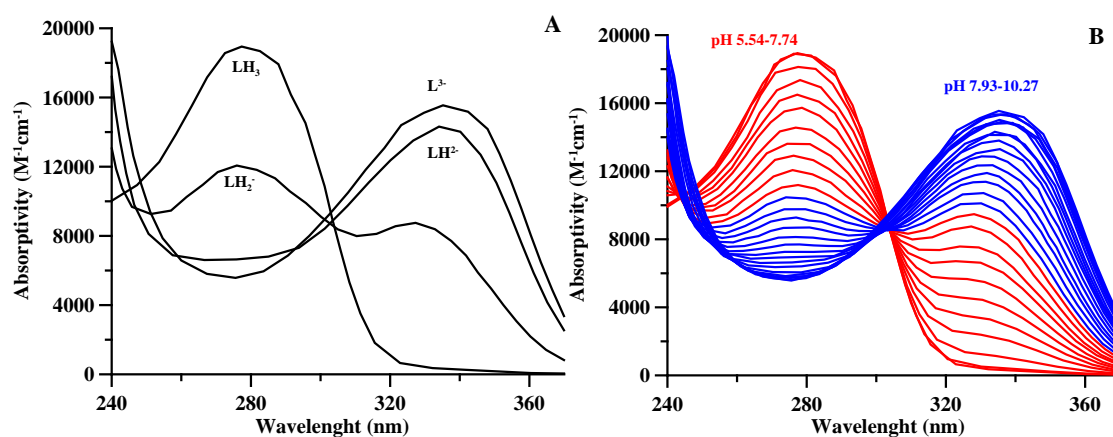 A
20000
16000
12000
8000
4000
0
Absorptivity (M⁻¹cm⁻¹)
LH₃
L³⁻
LH²⁻
LH₂⁻
240 280 320 360
Wavelenght (nm)
B
pH 5.54-7.74
pH 7.93-10.27
20000
16000
12000
8000
4000
0
Absorptivity (M⁻¹cm⁻¹)
240 280 320 360
Wavelenght (nm)